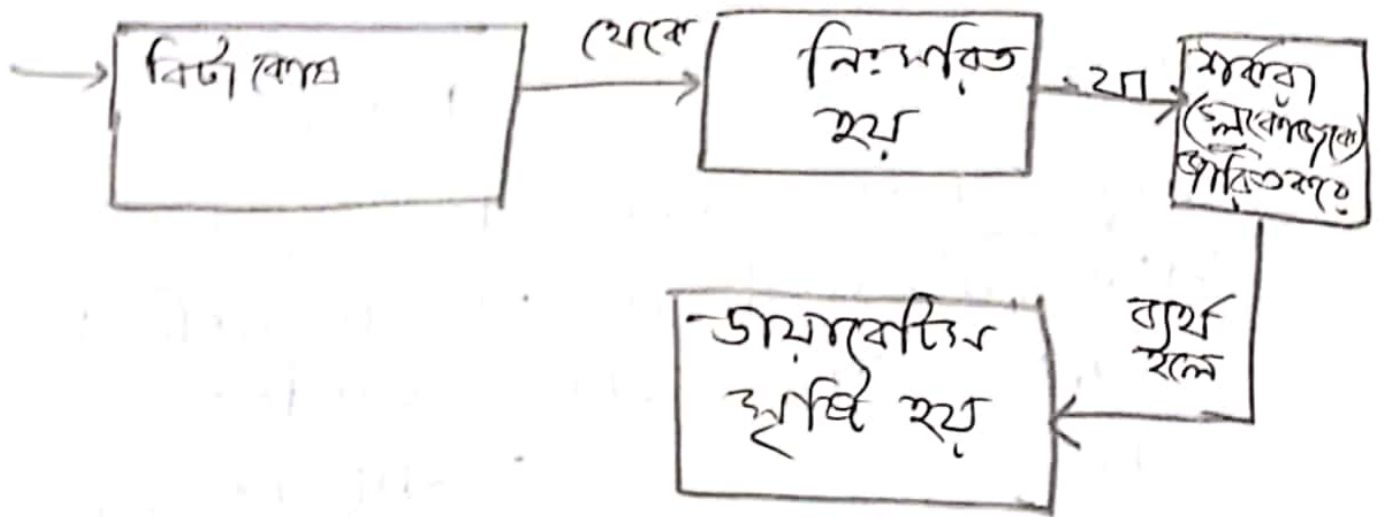 বিটা কোষ
থেকে
নিঃসরিত
হয়
যা
শর্করা
(গ্লুকোজকে)
জারিত করে
ব্যর্থ
হলে
ডায়াবেটিস
সৃষ্টি হয়